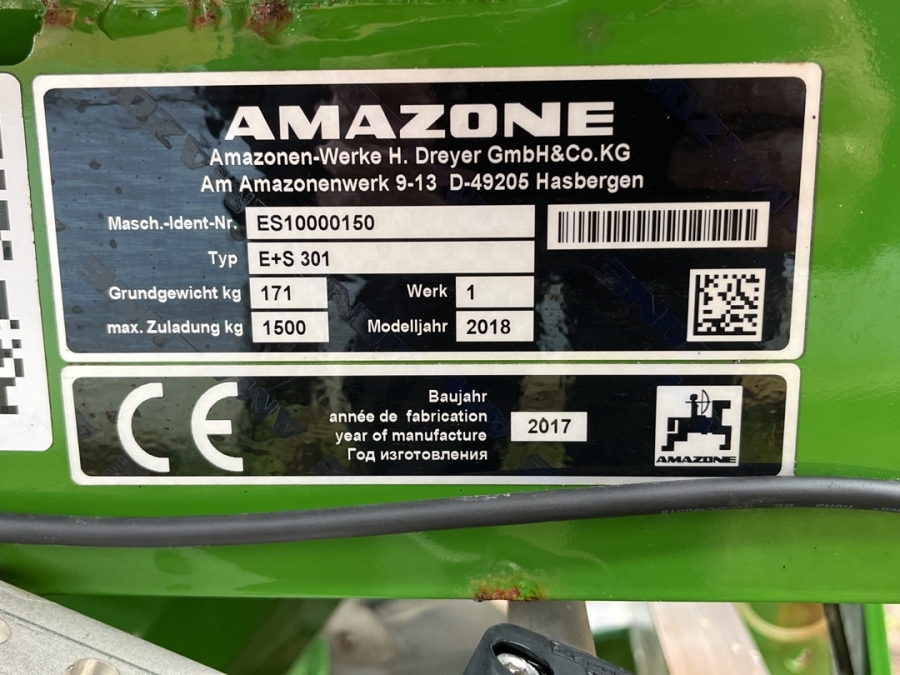 AMAZONE
Amazonen-Werke H. Dreyer GmbH&Co.KG
Am Amazonenwerk 9-13 D-49205 Hasbergen
Masch.-Ident-Nr. ES10000150
Typ E+S 301
Grundgewicht kg 171 Werk 1
max. Zuladung kg 1500 Modelljahr 2018
CE
Baujahr
année de fabrication
year of manufacture 2017
Год изготовления
AMAZONE